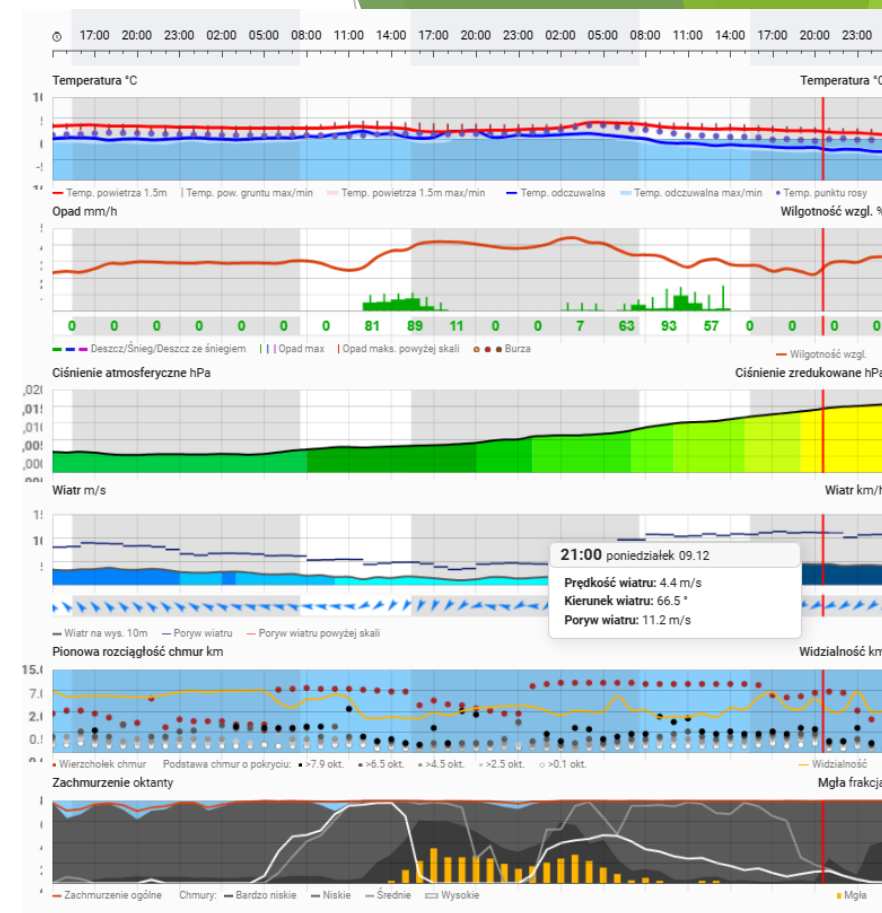 17:00 20:00 23:00 02:00 05:00 08:00 11:00 14:00 17:00 20:00 23:00 02:00 05:00 08:00 11:00 14:00 17:00 20:00 23:00
Temperatura °C Temperatura °C
Temp. powietrza 1.5m Temp. pow. gruntu max/min Temp. powietrza 1.5m max/min Temp. odczuwalna Temp. odczuwalna max/min Temp. punktu rosy
Opad mm/h Wilgotność wzgl. %
0 0 0 0 0 0 0 81 89 11 0 0 7 63 93 57 0 0 0 0
Deszcz/Śnieg/Deszcz ze śniegiem Opad max Opad maks. powyżej skali Burza
Wilgotność wzgl.
Ciśnienie atmosferyczne hPa Ciśnienie zredukowane hPa
Wiatr m/s Wiatr km/h
21:00 poniedziałek 09.12
Prędkość wiatru: 4.4 m/s
Kierunek wiatru: 66.5 °
Poryw wiatru: 11.2 m/s
Wiatr na wys. 10m Poryw wiatru Poryw wiatru powyżej skali
Pionowa rozciągłość chmur km Widzialność km
Wierzchołek chmur Podstawa chmur o pokryciu: >7.9 okt. >6.5 okt. >4.5 okt. >2.5 okt. >0.1 okt. Widzialność
Zachmurzenie oktanty Mgła frakcja
Zachmurzenie ogólne Chmury: Bardzo niskie Niskie Średnie Wysokie Mgła